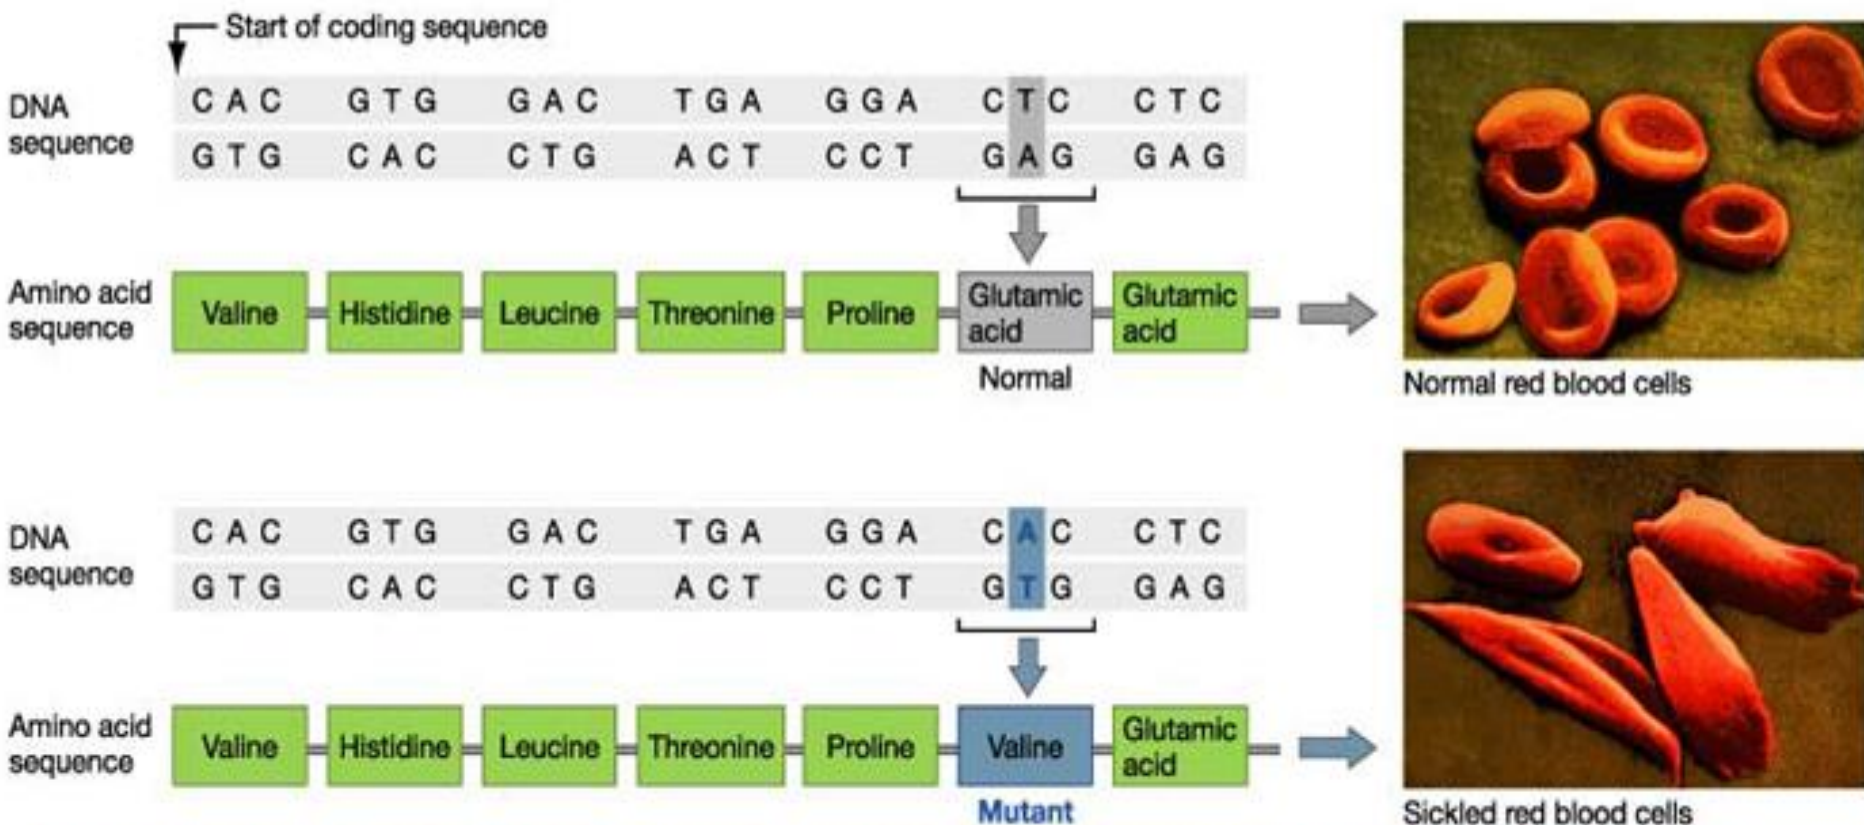 Start of coding sequence
DNA
sequence
C A C G T G G A C T G A G G A C T C C T C
G T G C A C C T G A C T C C T G A G G A G
Amino acid
sequence
Valine Histidine Leucine Threonine Proline Glutamic
acid Glutamic
acid
Normal
Normal red blood cells
DNA
sequence
C A C G T G G A C T G A G G A C A C C T C
G T G C A C C T G A C T C C T G T G G A G
Amino acid
sequence
Valine Histidine Leucine Threonine Proline Valine Glutamic
acid
Mutant
Sickled red blood cells